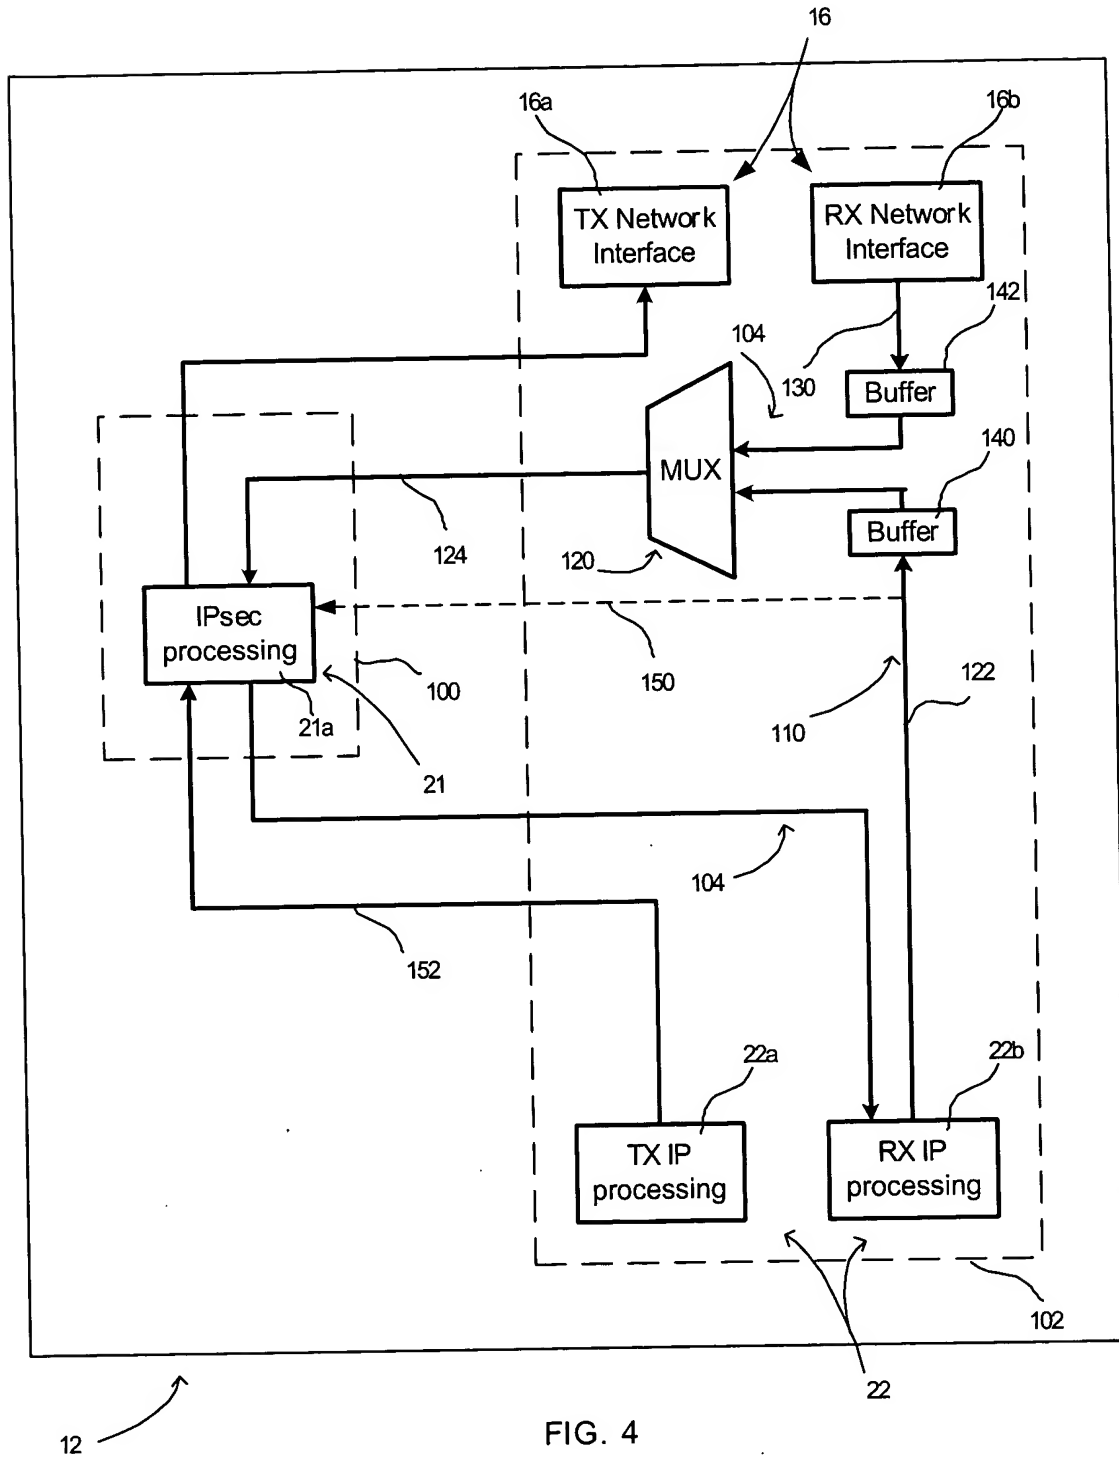 16
16a
16b
TX Network
Interface
RX Network
Interface
142
104
130
Buffer
MUX
140
124
120
Buffer
IPsec
processing
150
100
122
21a
110
21
104
152
22a
22b
TX IP
processing
RX IP
processing
102
22
12
FIG. 4